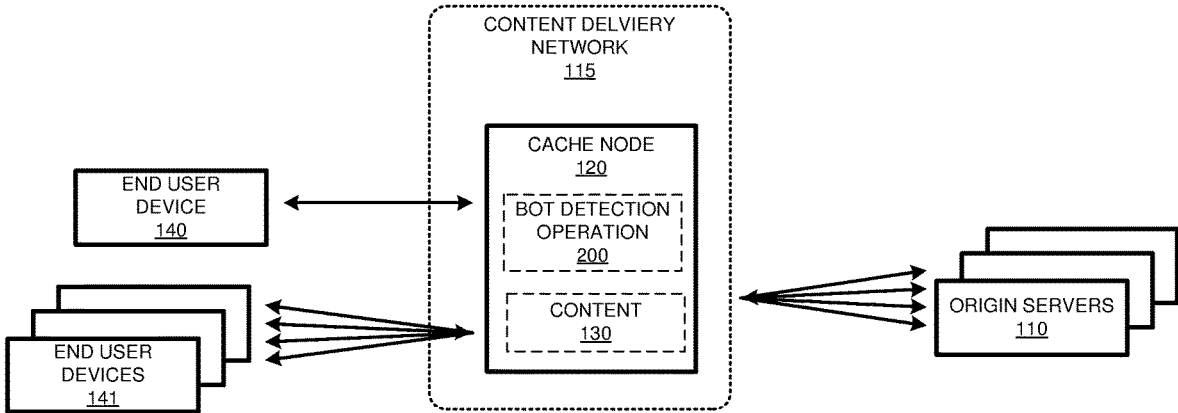 CONTENT DELVIERY
NETWORK
115
CACHE NODE
120
BOT DETECTION
OPERATION
200
CONTENT
130
END USER
DEVICE
140
END USER
DEVICES
141
ORIGIN SERVERS
110